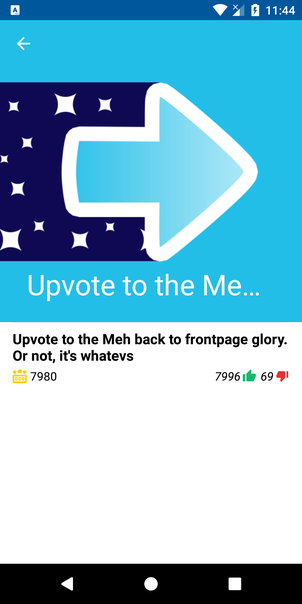 A
11:44
Upvote to the Me...
Upvote to the Meh back to frontpage glory.
Or not, it's whatevs
7980
7996 69